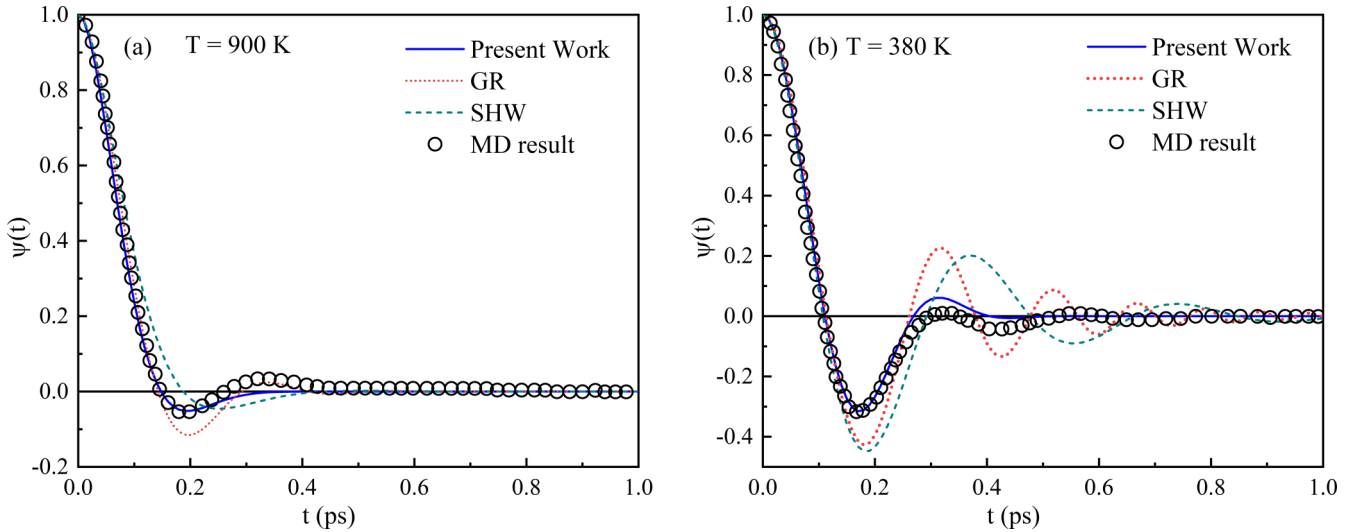 (a) T = 900 K
Present Work
GR
SHW
MD result
ψ(t)
1.0
0.8
0.6
0.4
0.2
0.0
-0.2
0.0 0.2 0.4 0.6 0.8 1.0
t (ps)
(b) T = 380 K
Present Work
GR
SHW
MD result
ψ(t)
1.0
0.8
0.6
0.4
0.2
0.0
-0.2
-0.4
0.0 0.2 0.4 0.6 0.8 1.0
t (ps)